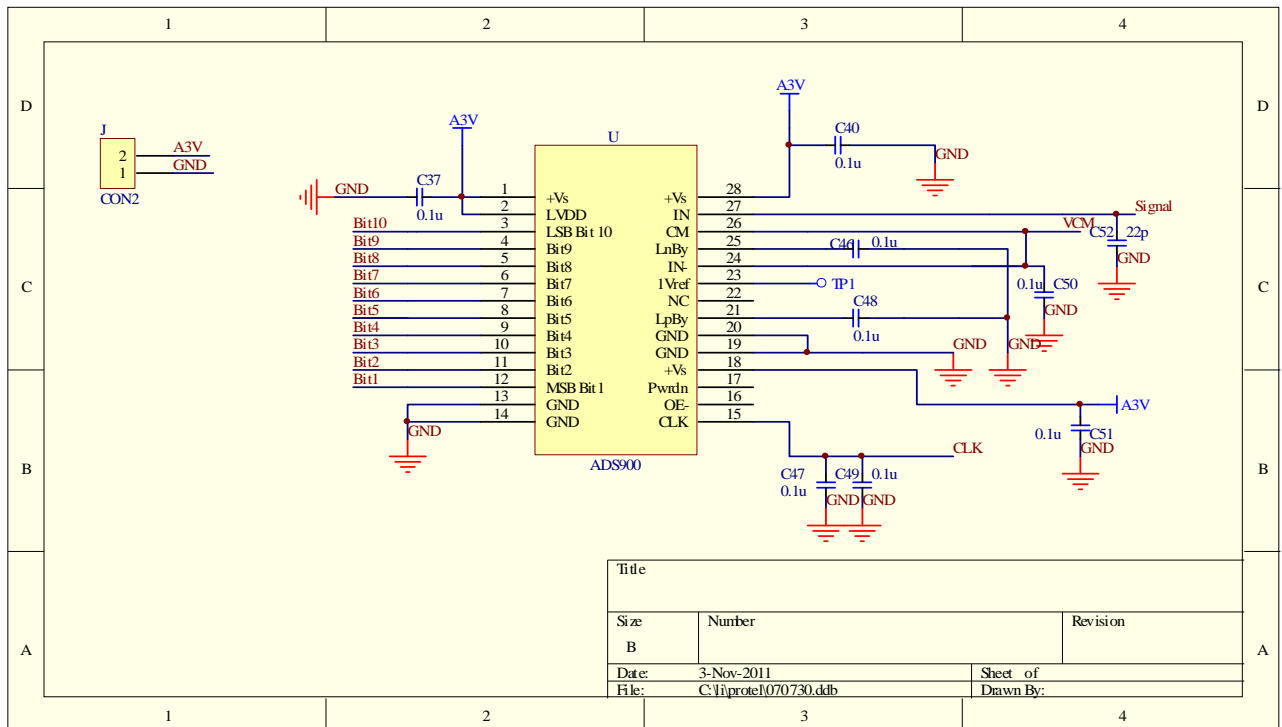 1 2 3 4
D D
A3V
J
A3V
C40
U
GND
0.1u
2 A3V
1 GND
CON2
GND C37
0.1u
1 +Vs +Vs 28
2 LVDD IN 27 Signal
Bit10 3 LSB Bit 10 CM 26 VCM C52 22p
Bit9 4 Bit9 LnBy 25 C46 0.1u
GND
Bit8 5 Bit8 IN- 24
C Bit7 6 Bit7 1Vref 23 TP1 0.1u C50 C
Bit6 7 Bit6 NC 22
Bit5 8 Bit5 LpBy 21 C48
GND
0.1u
Bit4 9 Bit4 GND 20
Bit3 10 Bit3 GND 19 GND GND
Bit2 11 Bit2 +Vs 18
Bit1 12 MSB Bit 1 Pwrdn 17
13 GND OE- 16 A3V
14 GND CLK 15
GND
0.1u C51
GND
ADS900
CLK
B B
C47 C49 0.1u
0.1u
GND GND
Title
Size Number Revision
B
A A
Date: 3-Nov-2011 Sheet of
File: C:\li\protel\070730.ddb Drawn By:
1 2 3 4
A3V